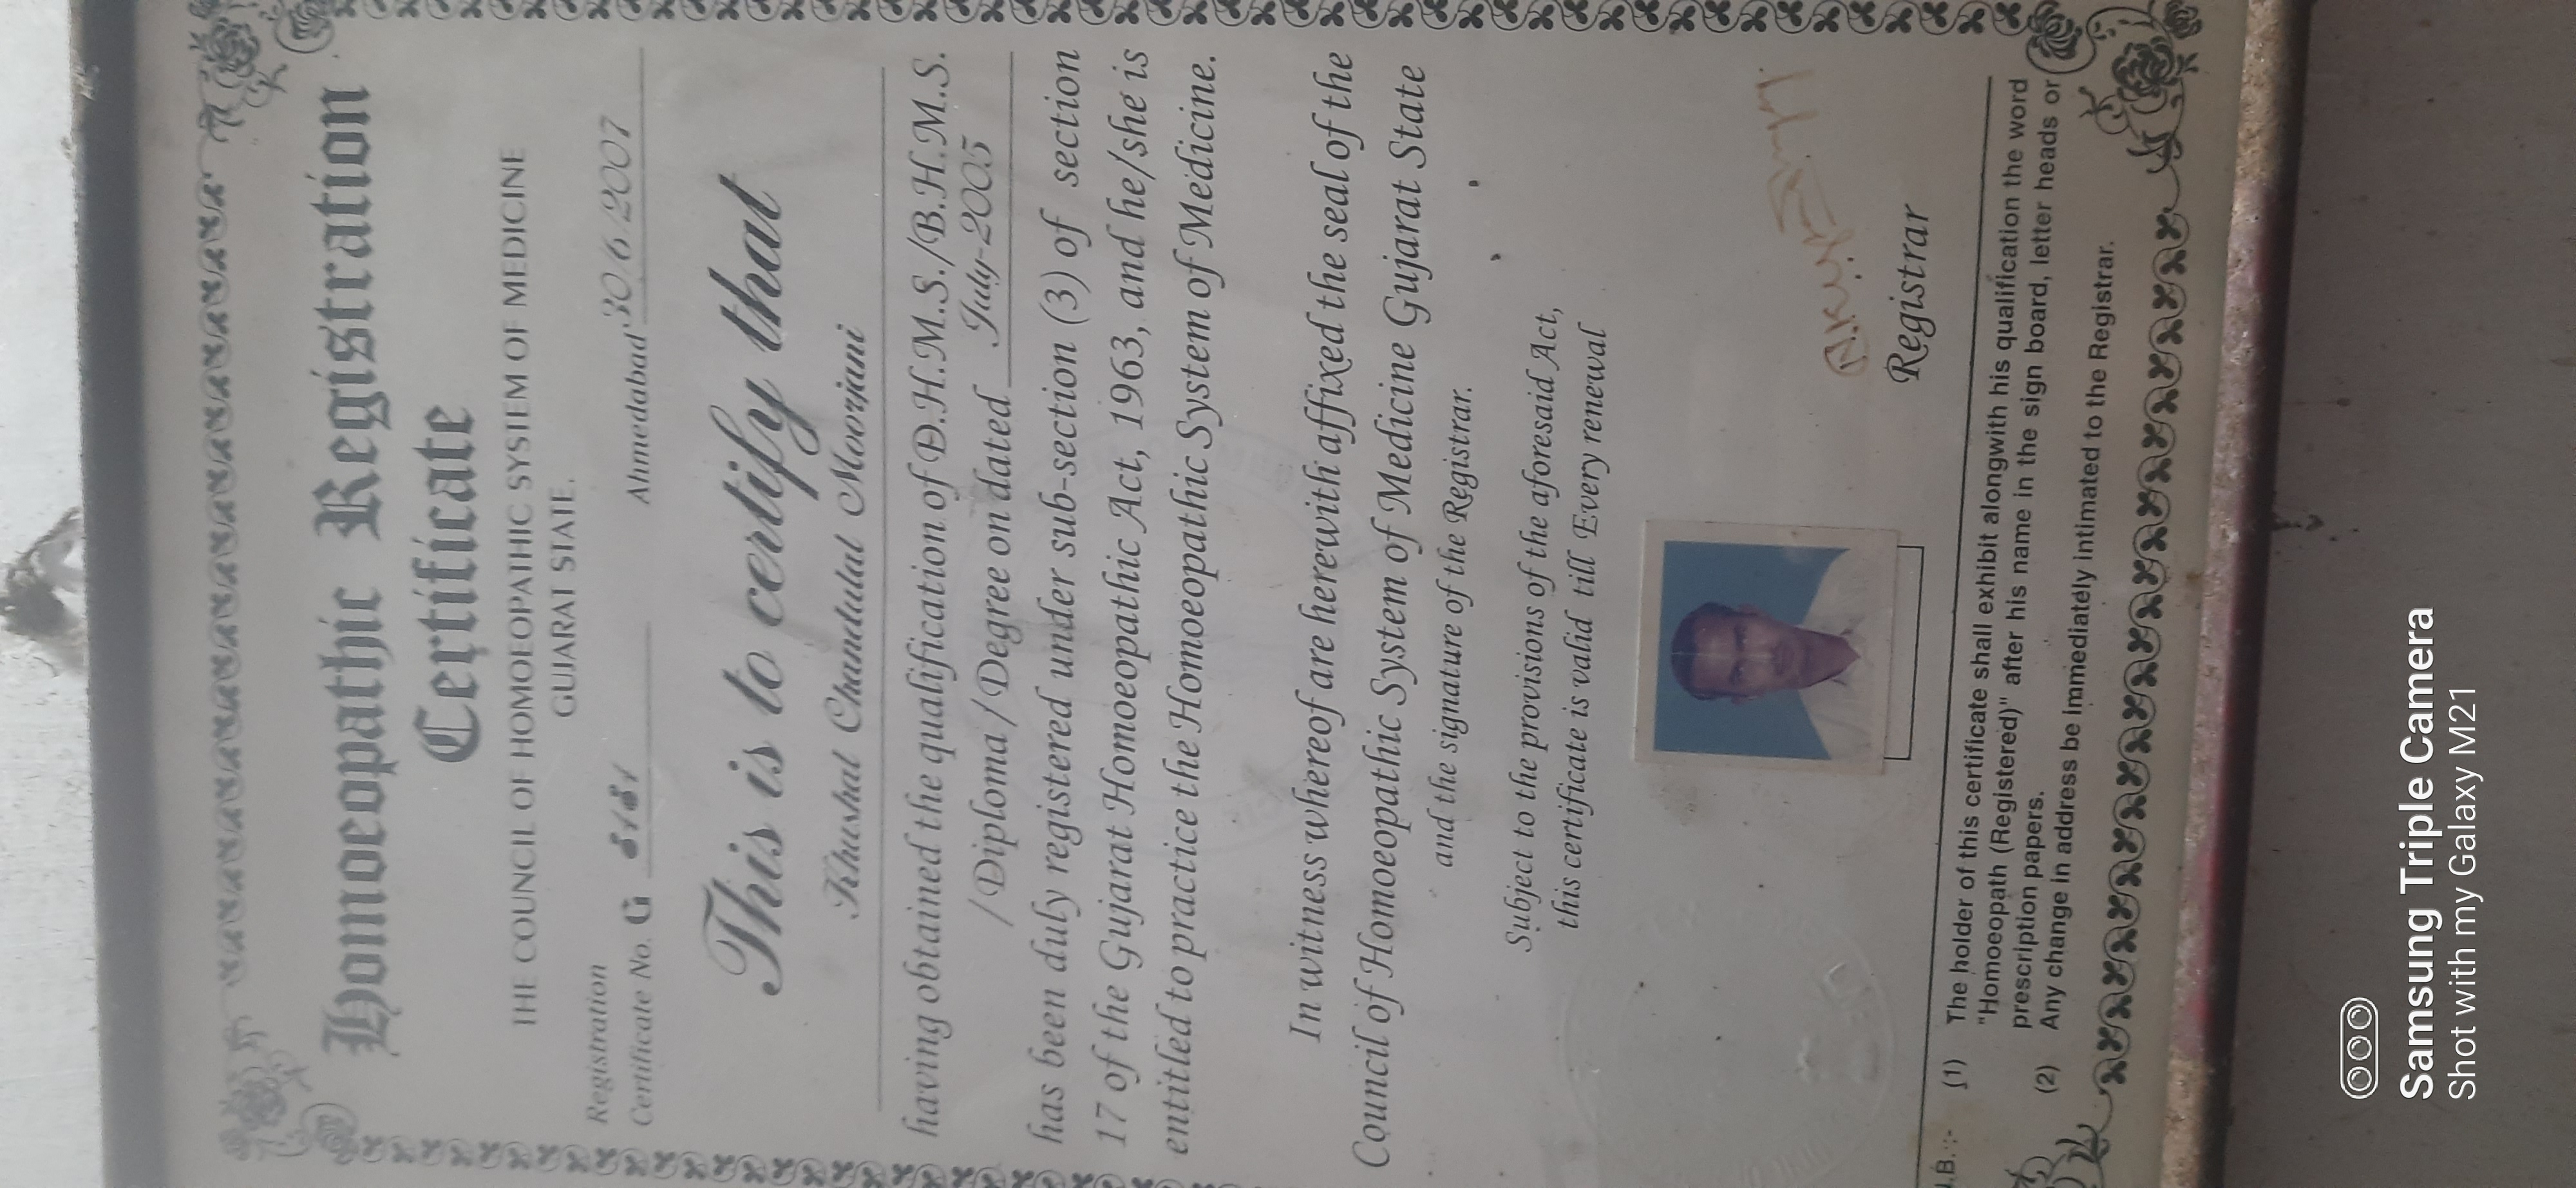 Homoeopathic Registration
Certificate
THE COUNCIL OF HOMOEOPATHIC SYSTEM OF MEDICINE
GUJARAT STATE.
Registration
Certificate No. G Ahmedabad 30/6/2007
This is to certify that
Khushal Chandulal Moorjani
having obtained the qualification of D.H.M.S./B.H.M.S.
/Diploma/Degree on dated July-2005
has been duly registered under sub-section (3) of section
17 of the Gujarat Homoeopathic Act, 1963, and he/she is
entitled to practice the Homoeopathic System of Medicine.
In witness whereof are herewith affixed the seal of the
Council of Homoeopathic System of Medicine Gujarat State
and the signature of the Registrar.
Subject to the provisions of the aforesaid Act,
this certificate is valid till Every renewal
Registrar
N.B.:- (1) The holder of this certificate shall exhibit alongwith his qualification the word
"Homoeopath (Registered)" after his name in the sign board, letter heads or
prescription papers.
(2) Any change in address be immediately intimated to the Registrar.
Samsung Triple Camera
Shot with my Galaxy M21